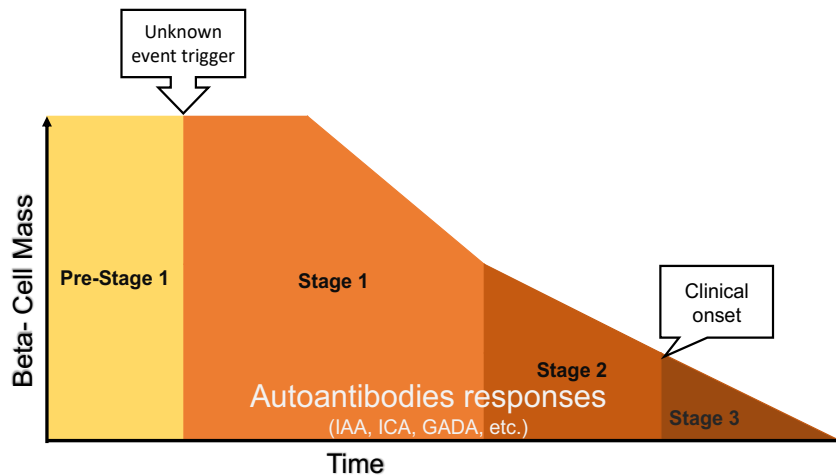 Unknown
event trigger
Beta- Cell Mass
Pre-Stage 1
Stage 1
Clinical
onset
Stage 2
Autoantibodies responses
(IAA, ICA, GADA, etc.)
Stage 3
Time